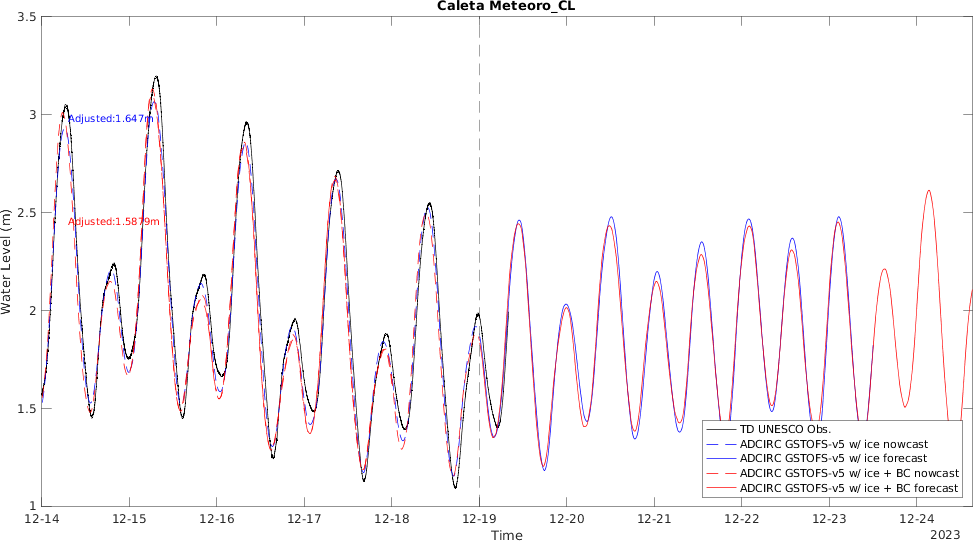 Caleta Meteoro_CL
3.5
3
2.5
2
1.5
1
Water Level (m)
Adjusted:1.647m
Adjusted:1.5879m
TD UNESCO Obs.
ADCIRC GSTOFS-v5 w/ ice nowcast
ADCIRC GSTOFS-v5 w/ ice forecast
ADCIRC GSTOFS-v5 w/ ice + BC nowcast
ADCIRC GSTOFS-v5 w/ ice + BC forecast
12-14 12-15 12-16 12-17 12-18 12-19 12-20 12-21 12-22 12-23 12-24
Time
2023